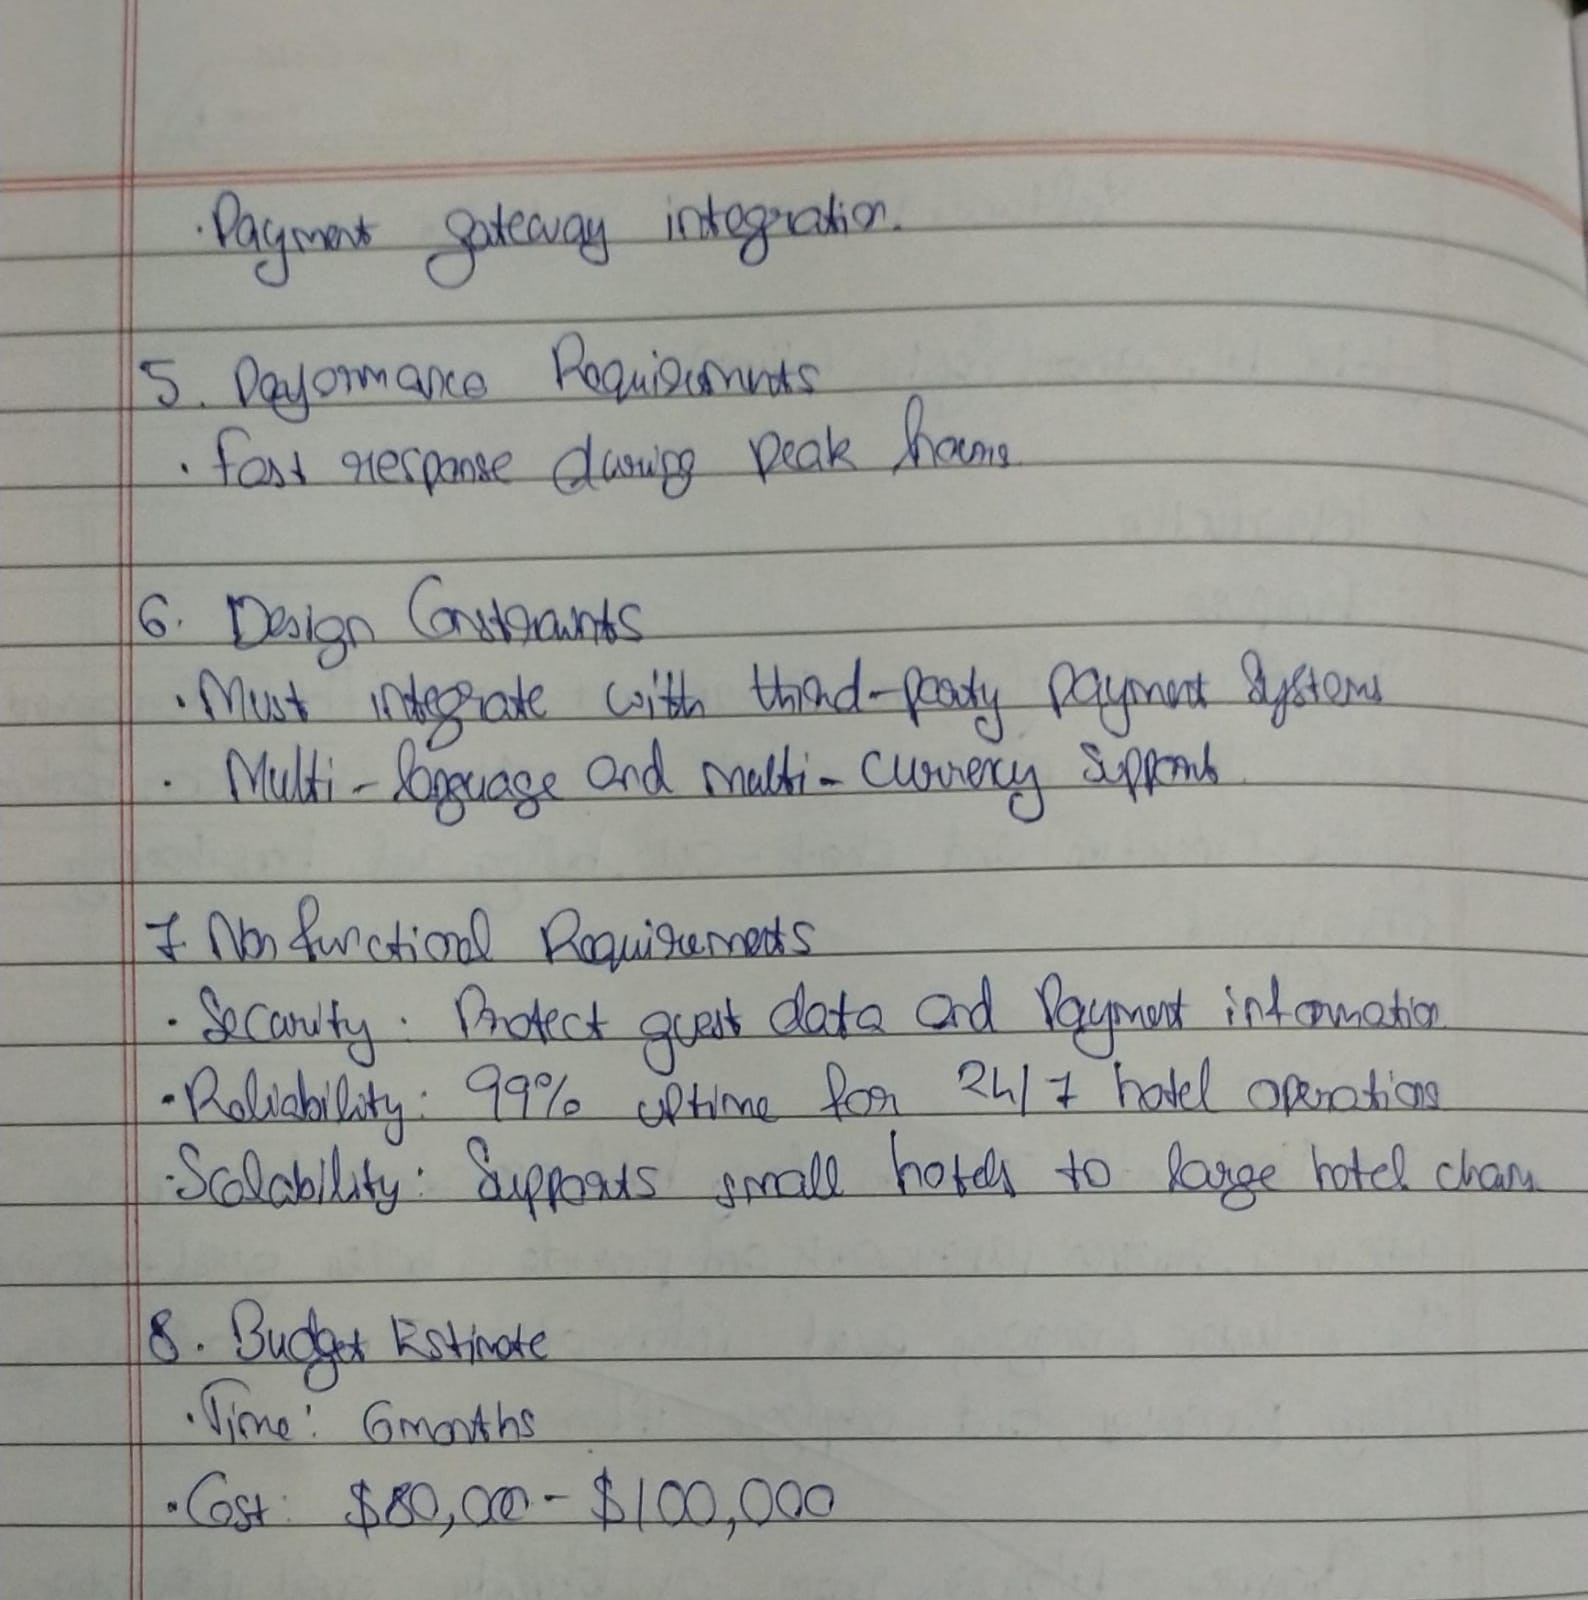 · Payment gateway integration.
5. Performance Requirements
· fast response during peak hours
6. Design Constraints
· Must integrate with third-party payment systems
· Multi-language and multi-currency support
7 Non functional Requirements
· Security: Protect guest data and Payment information
· Reliability: 99% uptime for 24/7 hotel operations
· Scalability: Supports small hotels to large hotel chain
8. Budget Estimate
· Time: 6months
· Cost: $80,00 - $100,000